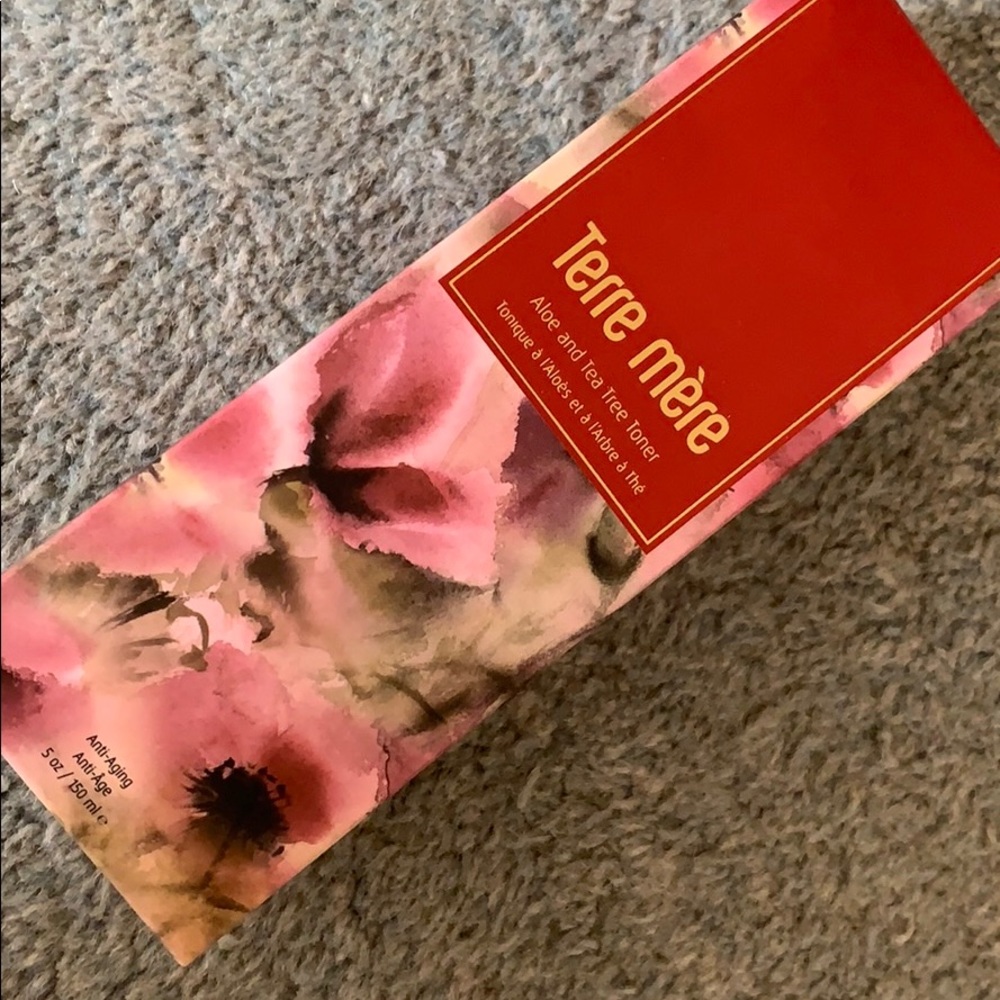 Terre mère
Aloe and Tea Tree Toner
Tonique à l'Aloès et à l'Arbre à thé
Anti-Aging
Anti-Âge
5 oz / 150 ml e